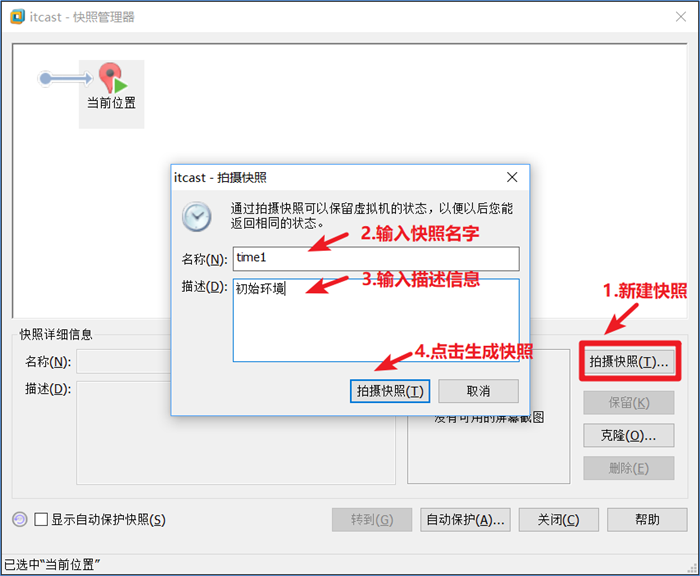 itcast - 快照管理器
当前位置
itcast - 拍摄快照
通过拍摄快照可以保留虚拟机的状态，以便以后您能
返回相同的状态。
2.输入快照名字
名称(N):
time1
3.输入描述信息
描述(D):
初始环境
1.新建快照
4.点击生成快照
拍摄快照(T)
取消
快照详细信息
名称(N):
描述(D):
没有可用的屏幕截图
拍摄快照(T)...
保留(K)
克隆(O)...
删除(E)
显示自动保护快照(S)
转到(G)
自动保护(A)...
关闭(C)
帮助
已选中"当前位置"